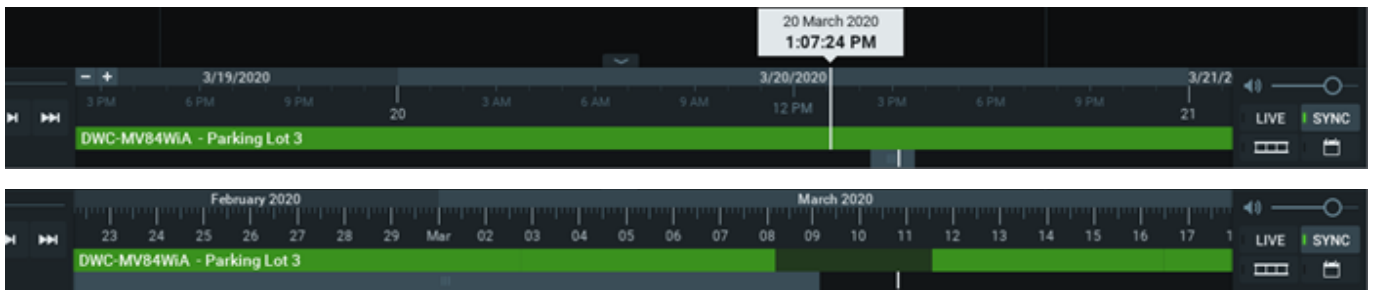 20 March 2020
1:07:24 PM
3/19/2020 3/20/2020 3/21/2
3 PM 6 PM 9 PM 20 3 AM 6 AM 9 AM 12 PM 3 PM 6 PM 9 PM 21
LIVE SYNC
DWC-MV84WiA - Parking Lot 3
February 2020 March 2020
23 24 25 26 27 28 29 Mar 02 03 04 05 06 07 08 09 10 11 12 13 14 15 16 17 1
LIVE SYNC
DWC-MV84WiA - Parking Lot 3